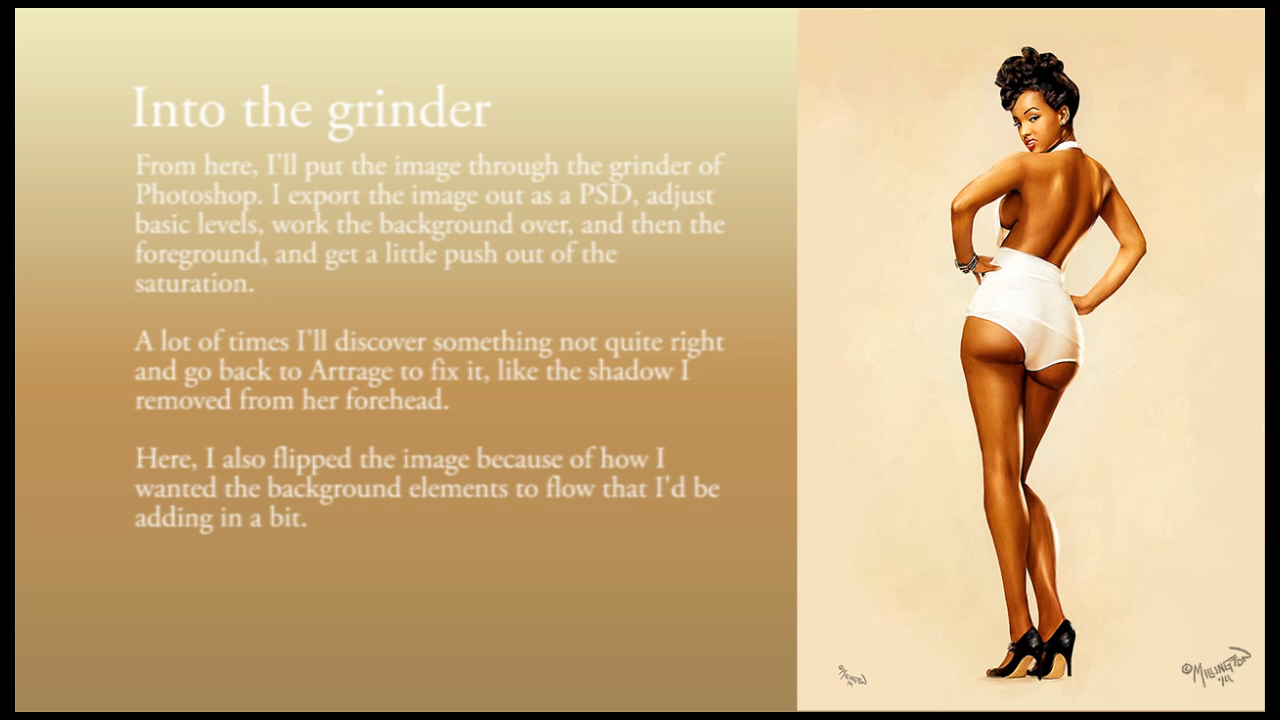 Into the grinder
From here, I'll put the image through the grinder of
Photoshop. I export the image out as a PSD, adjust
basic levels, work the background over, and then the
foreground, and get a little push out of the
saturation.
A lot of times I'll discover something not quite right
and go back to Artrage to fix it, like the shadow I
removed from her forehead.
Here, I also flipped the image because of how I
wanted the background elements to flow that I'd be
adding in a bit.
©MILLINGTON